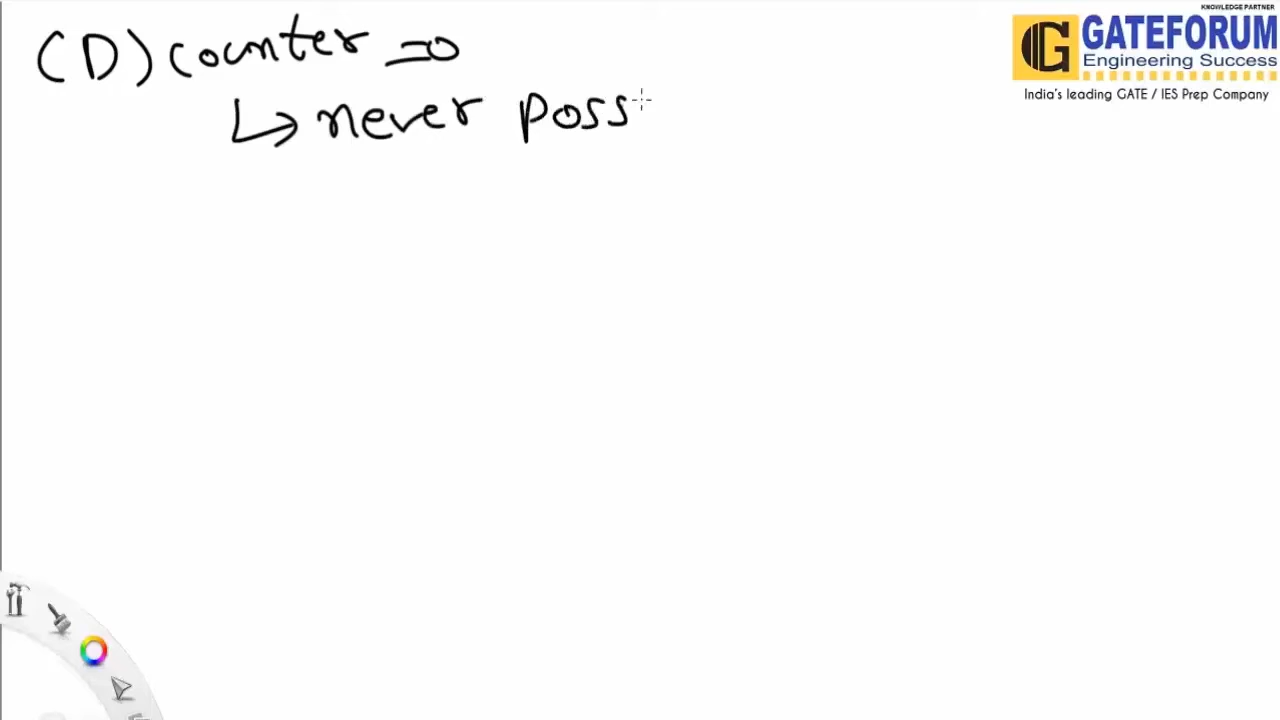 KNOWLEDGE PARTNER
GATEFORUM
Engineering Success
India's leading GATE / IES Prep Company
(D) counter =0
↳ never poss